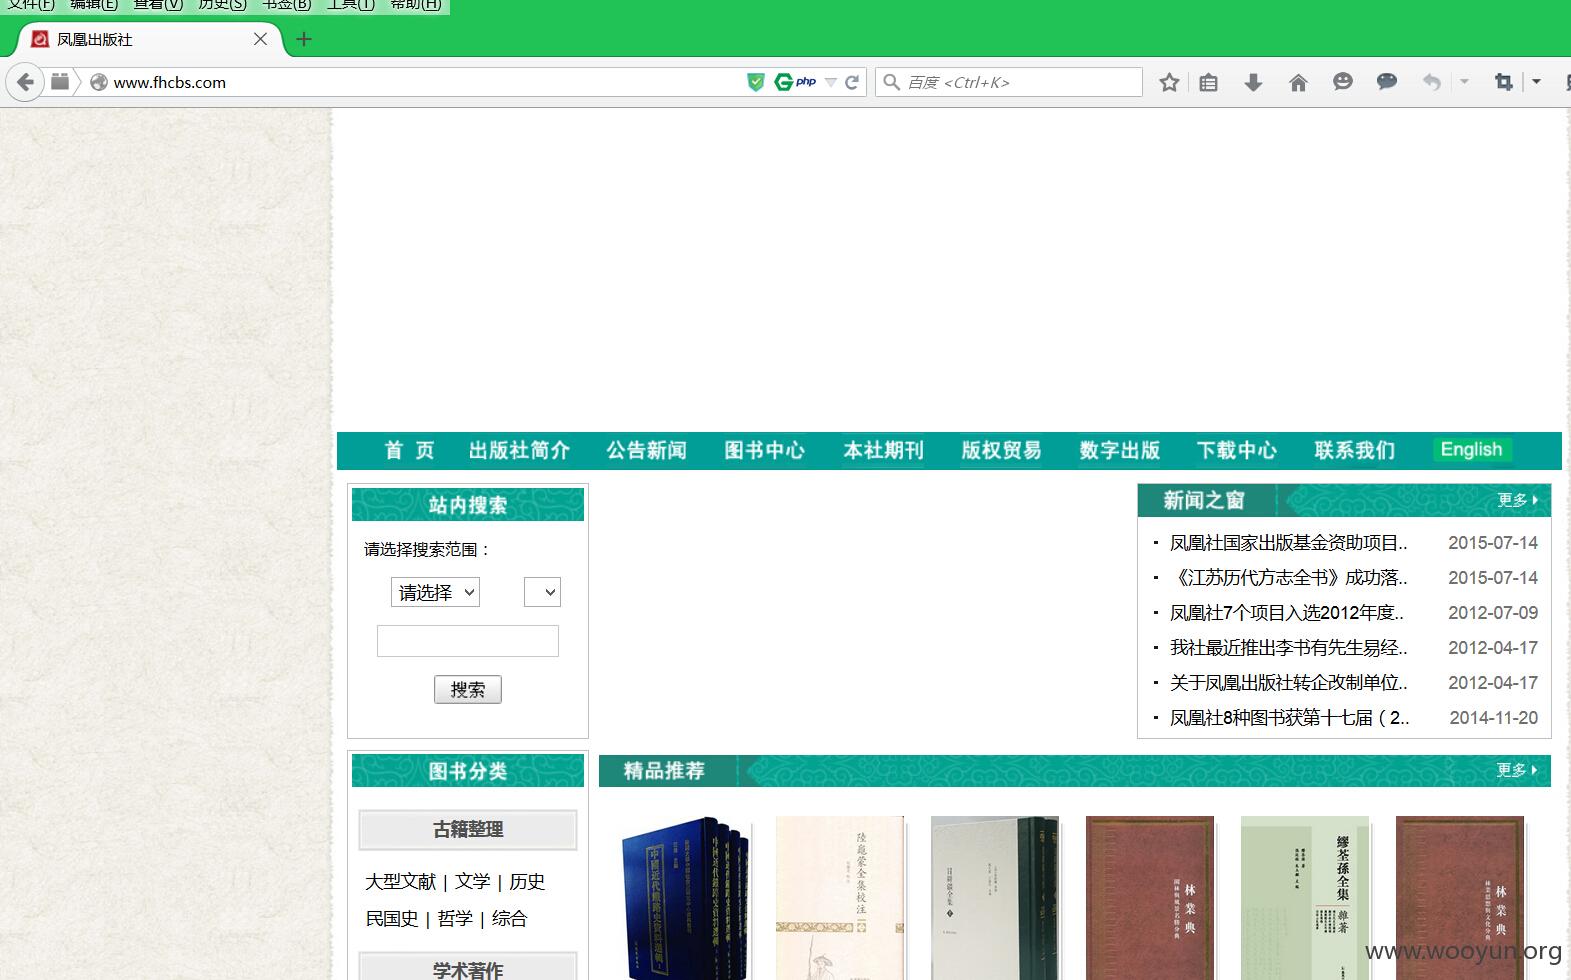 文件(F) 编辑(E) 查看(V) 历史(S) 书签(B) 工具(T) 帮助(H)
凤凰出版社
www.fhcbs.com
php
百度 <Ctrl+K>
首 页 出版社简介 公告新闻 图书中心 本社期刊 版权贸易 数字出版 下载中心 联系我们 English
站内搜索
请选择搜索范围：
请选择
搜索
新闻之窗 更多
凤凰社国家出版基金资助项目.. 2015-07-14
《江苏历代方志全书》成功落.. 2015-07-14
凤凰社7个项目入选2012年度.. 2012-07-09
我社最近推出李书有先生易经.. 2012-04-17
关于凤凰出版社转企改制单位.. 2012-04-17
凤凰社8种图书获第十七届（2.. 2014-11-20
图书分类
古籍整理
大型文献 | 文学 | 历史
民国史 | 哲学 | 综合
学术著作
精品推荐 更多
中國近代鐵路史資料選輯
陸龜蒙全集校注
林業典
繆荃孫全集
雜著
林業典
www.wooyun.org